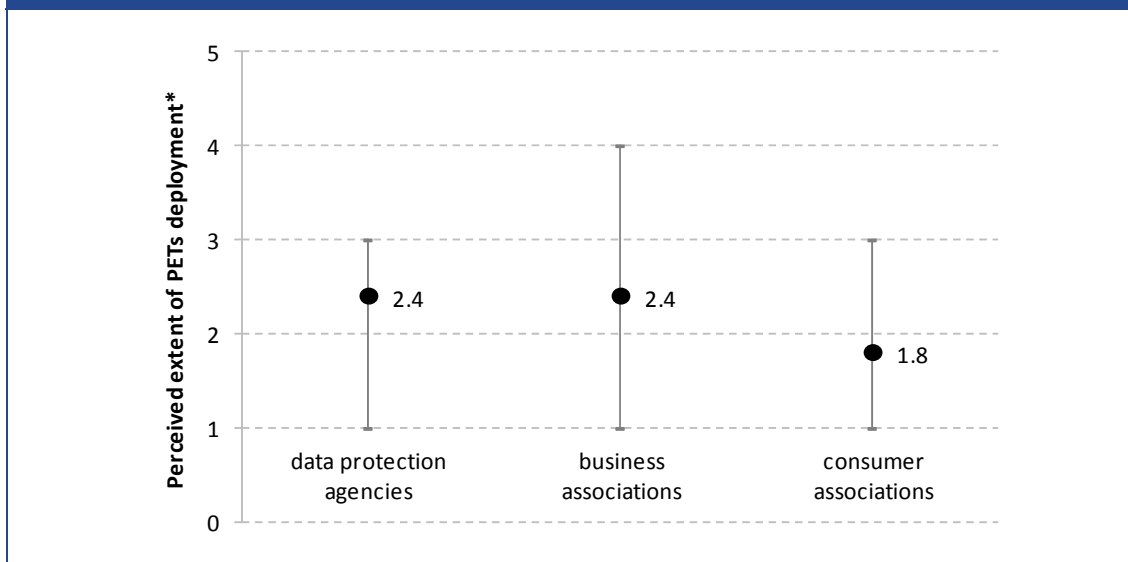 Perceived extent of PETs deployment*
5
4
3
2
1
0
2.4
2.4
1.8
data protection
agencies
business
associations
consumer
associations